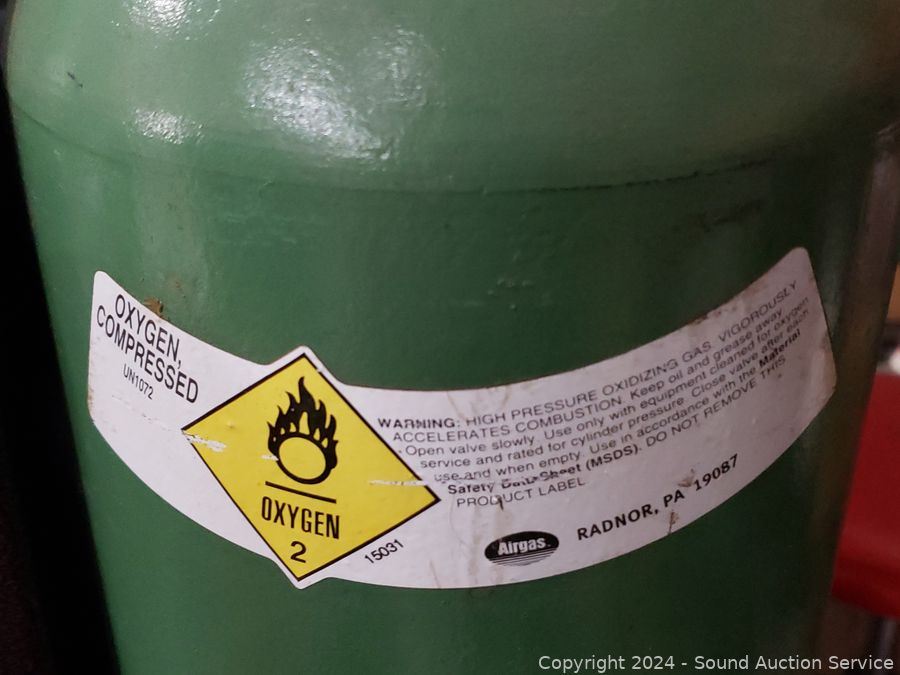 OXYGEN,
COMPRESSED
UN1072
OXYGEN
2
15031
WARNING: HIGH PRESSURE OXIDIZING GAS. VIGOROUSLY
ACCELERATES COMBUSTION. Keep oil and grease away.
Open valve slowly. Use only with equipment cleaned for oxygen
service and rated for cylinder pressure. Close valve after each
use and when empty. Use in accordance with the Material
Safety Data Sheet (MSDS). DO NOT REMOVE THIS
PRODUCT LABEL
Airgas
RADNOR, PA 19087
Copyright 2024 - Sound Auction Service